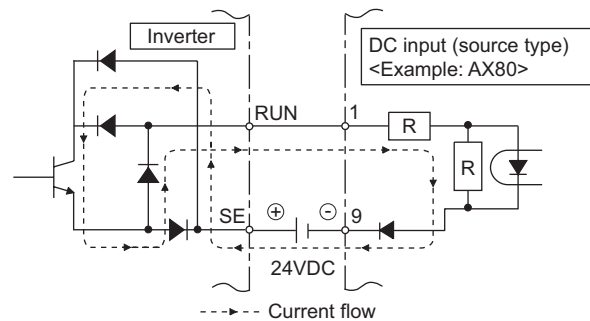 Inverter
DC input (source type)
<Example: AX80>
RUN
1
R
R
SE
⊕
⊖
9
24VDC
Current flow